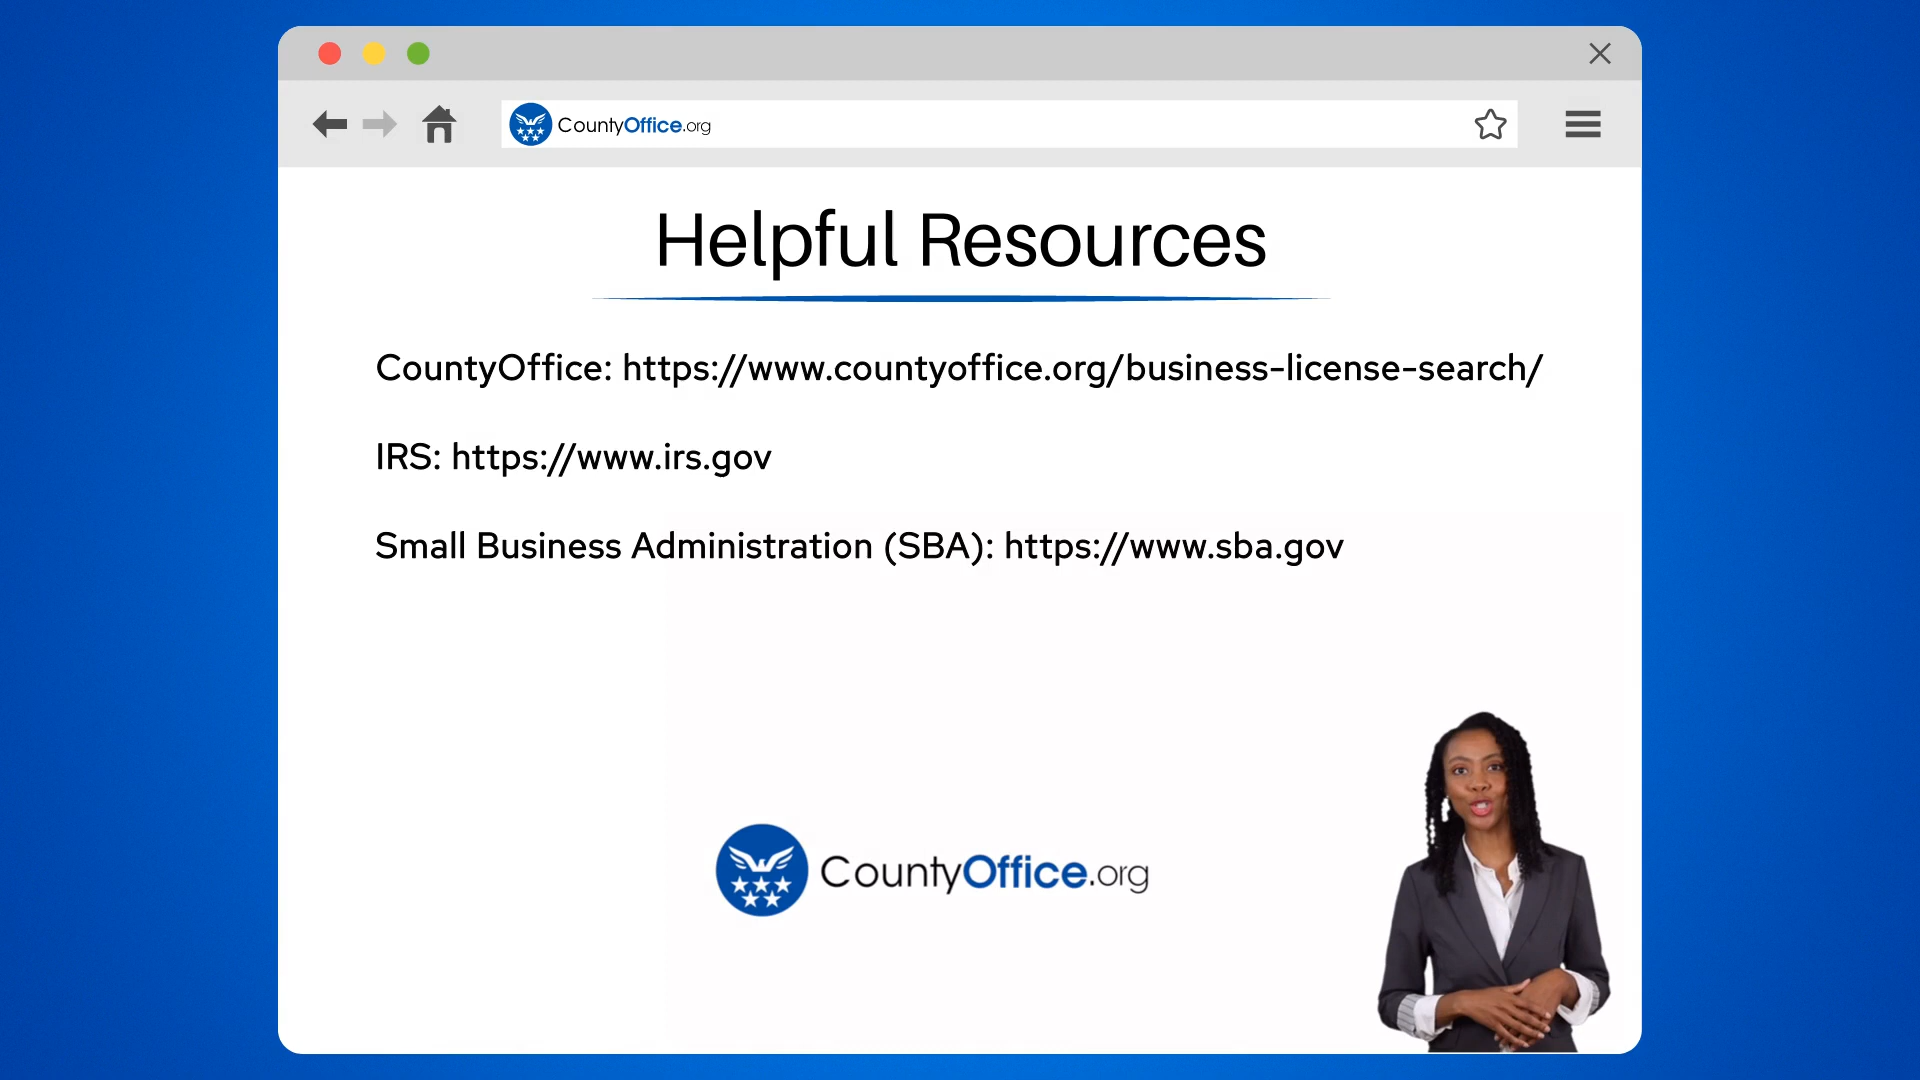 CountyOffice.org
Helpful Resources
CountyOffice: https://www.countyoffice.org/business-license-search/
IRS: https://www.irs.gov
Small Business Administration (SBA): https://www.sba.gov
CountyOffice.org